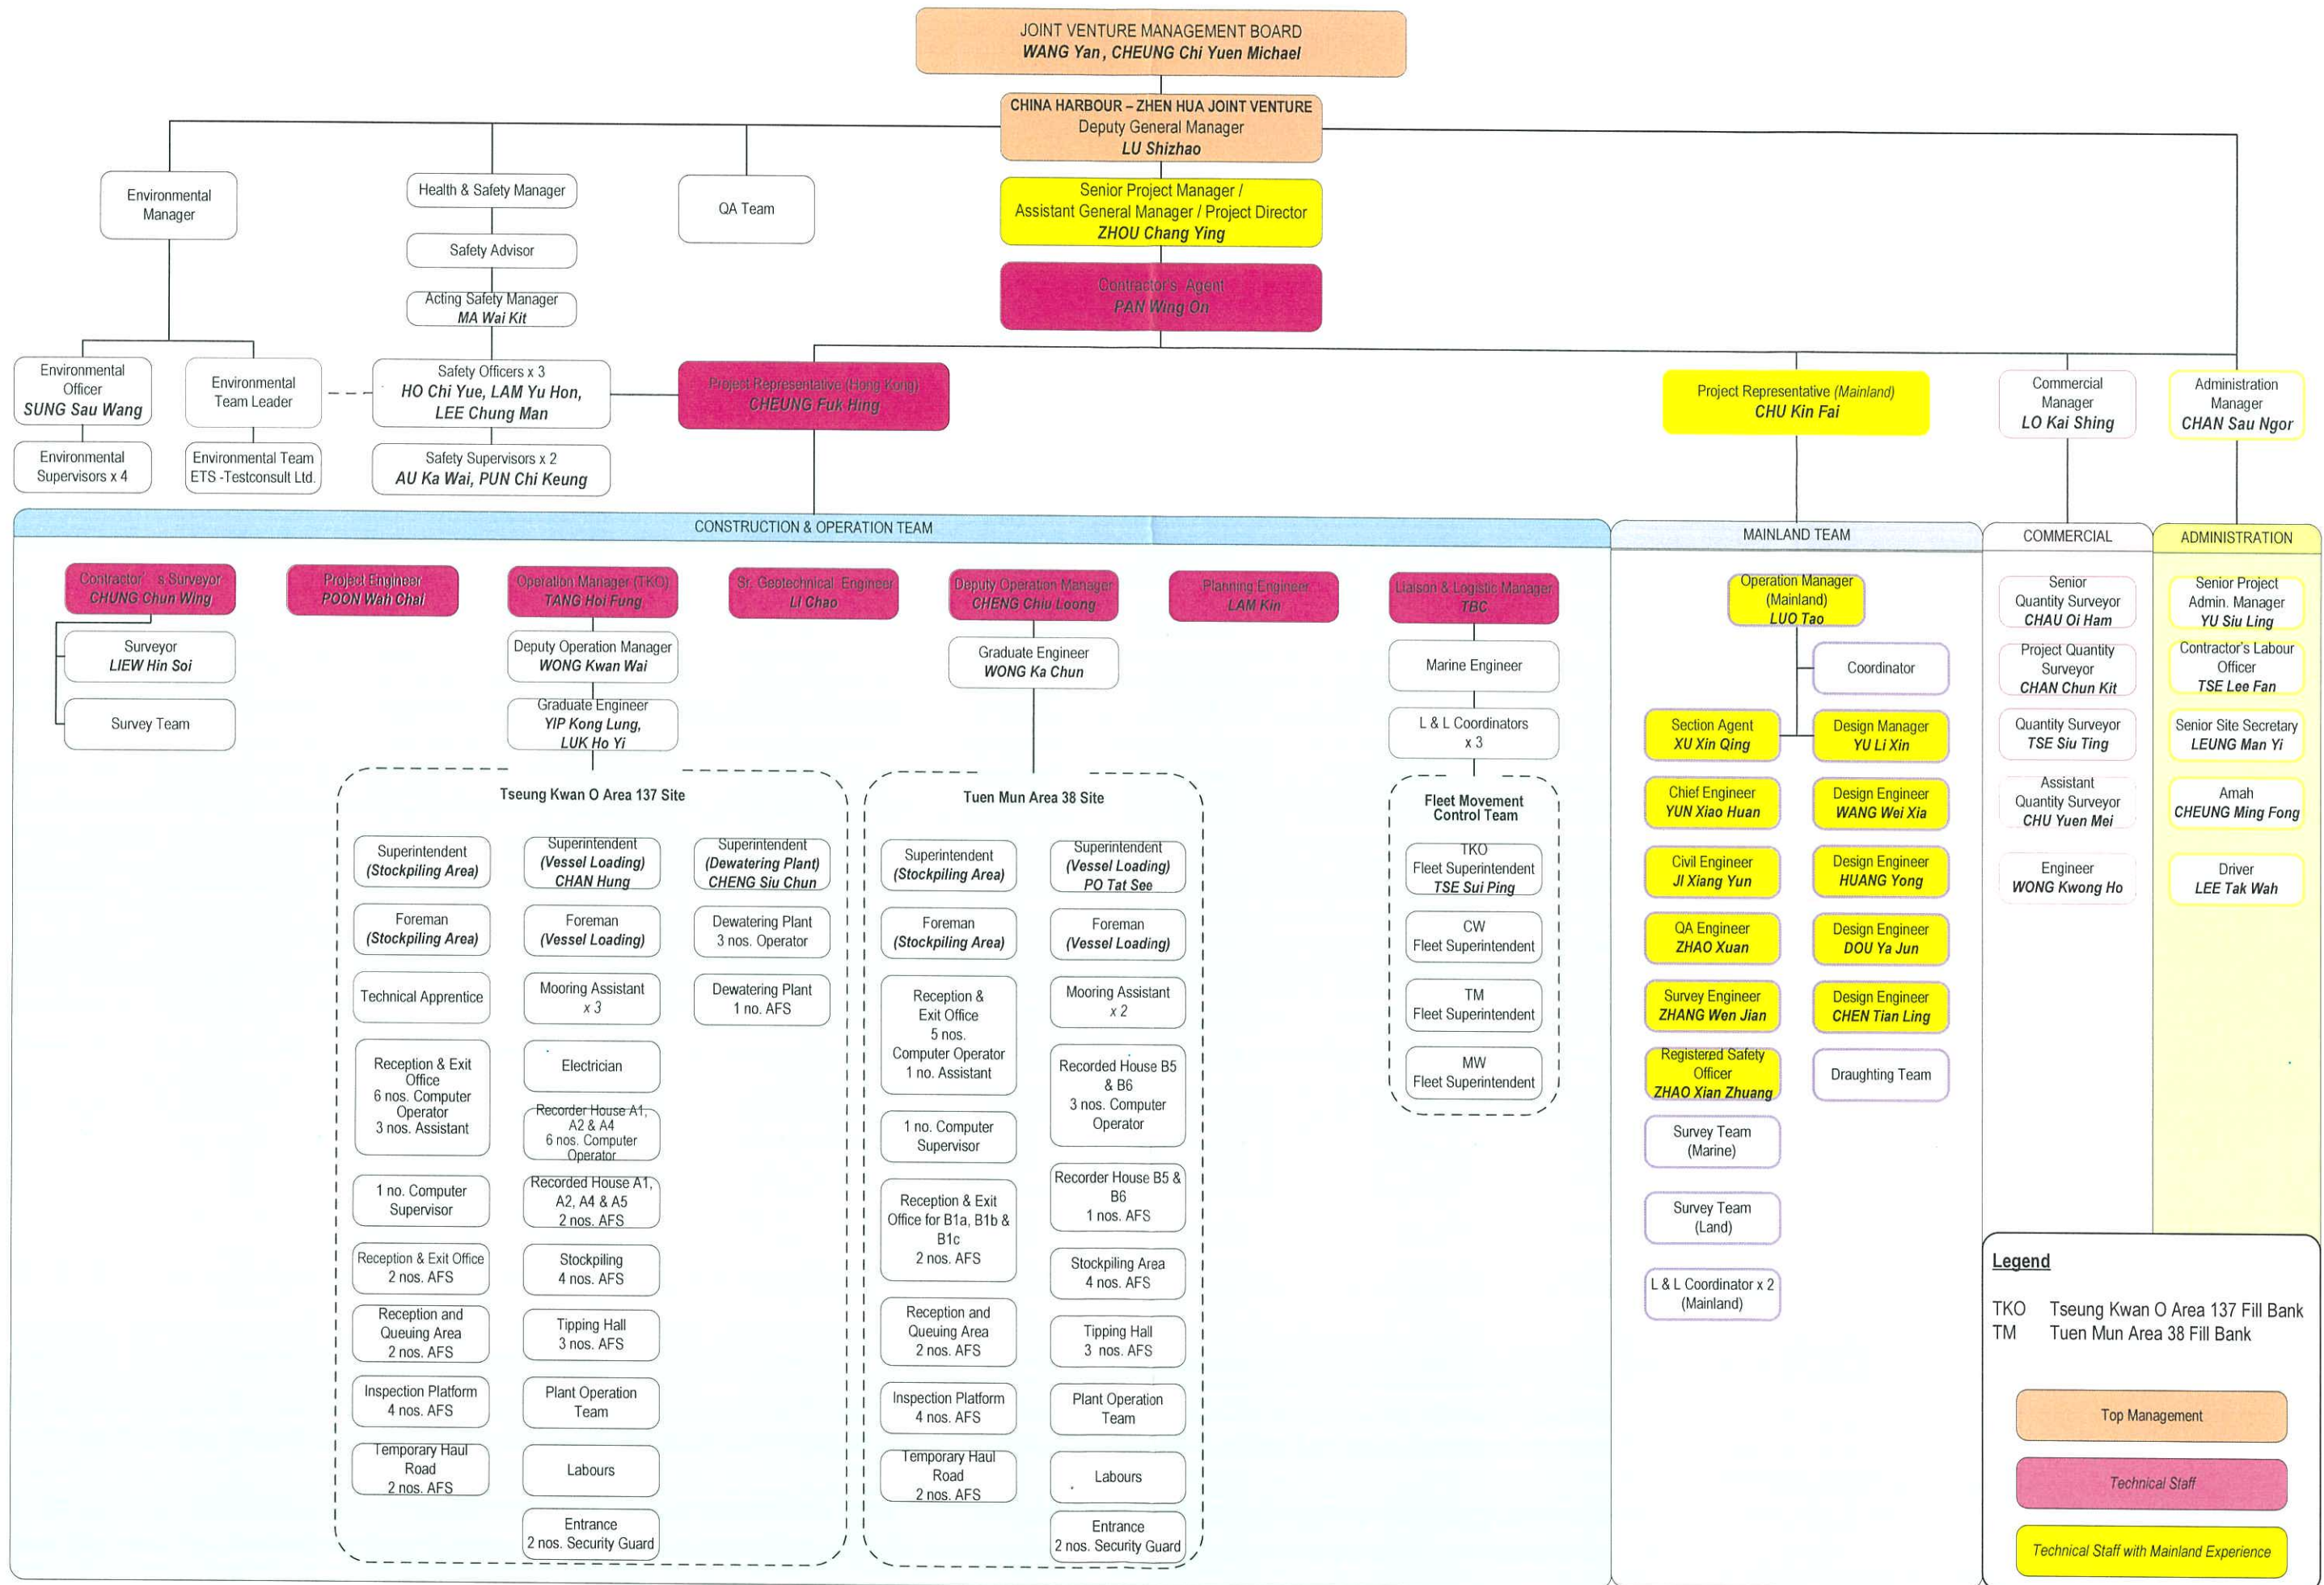 JOINT VENTURE MANAGEMENT BOARD
WANG Yan , CHEUNG Chi Yuen Michael
CHINA HARBOUR – ZHEN HUA JOINT VENTURE
Deputy General Manager
LU Shizhao
Environmental
Manager
Health & Safety Manager
QA Team
Senior Project Manager /
Assistant General Manager / Project Director
ZHOU Chang Ying
Safety Advisor
Contractor's Agent
PAN Wing On
Acting Safety Manager
MA Wai Kit
Environmental
Officer
SUNG Sau Wang
Environmental
Team Leader
Safety Officers x 3
HO Chi Yue, LAM Yu Hon,
LEE Chung Man
Project Representative (Hong Kong)
CHEUNG Fuk Hing
Project Representative (Mainland)
CHU Kin Fai
Commercial
Manager
LO Kai Shing
Administration
Manager
CHAN Sau Ngor
Environmental
Supervisors x 4
Environmental Team
ETS -Testconsult Ltd.
Safety Supervisors x 2
AU Ka Wai, PUN Chi Keung
CONSTRUCTION & OPERATION TEAM
Contractor' s Surveyor
CHUNG Chun Wing
Surveyor
LIEW Hin Soi
Survey Team
Project Engineer
POON Wah Chai
Operation Manager (TKO)
TANG Hoi Fung
Deputy Operation Manager
WONG Kwan Wai
Graduate Engineer
YIP Kong Lung,
LUK Ho Yi
Sr. Geotechnical Engineer
LI Chao
Deputy Operation Manager
CHENG Chiu Loong
Graduate Engineer
WONG Ka Chun
Planning Engineer
LAM Kin
Liaison & Logistic Manager
TBC
Marine Engineer
L & L Coordinators
x 3
Tseung Kwan O Area 137 Site
Superintendent
(Stockpiling Area)
Foreman
(Stockpiling Area)
Technical Apprentice
Reception & Exit
Office
6 nos. Computer
Operator
3 nos. Assistant
1 no. Computer
Supervisor
Reception & Exit Office
2 nos. AFS
Reception and
Queuing Area
2 nos. AFS
Inspection Platform
4 nos. AFS
Temporary Haul
Road
2 nos. AFS
Superintendent
(Vessel Loading)
CHAN Hung
Foreman
(Vessel Loading)
Mooring Assistant
x 3
Electrician
Recorder House A1,
A2 & A4
6 nos. Computer
Operator
Recorded House A1,
A2, A4 & A5
2 nos. AFS
Stockpiling
4 nos. AFS
Tipping Hall
3 nos. AFS
Plant Operation
Team
Labours
Entrance
2 nos. Security Guard
Superintendent
(Dewatering Plant)
CHENG Siu Chun
Dewatering Plant
3 nos. Operator
Dewatering Plant
1 no. AFS
Tuen Mun Area 38 Site
Superintendent
(Stockpiling Area)
Foreman
(Stockpiling Area)
Reception &
Exit Office
5 nos.
Computer Operator
1 no. Assistant
1 no. Computer
Supervisor
Reception & Exit
Office for B1a, B1b &
B1c
2 nos. AFS
Reception and
Queuing Area
2 nos. AFS
Inspection Platform
4 nos. AFS
Temporary Haul
Road
2 nos. AFS
Superintendent
(Vessel Loading)
PO Tat See
Foreman
(Vessel Loading)
Mooring Assistant
x 2
Recorded House B5
& B6
3 nos. Computer
Operator
Recorder House B5 &
B6
1 nos. AFS
Stockpiling Area
4 nos. AFS
Tipping Hall
3 nos. AFS
Plant Operation
Team
Labours
Entrance
2 nos. Security Guard
Fleet Movement
Control Team
TKO
Fleet Superintendent
TSE Sui Ping
CW
Fleet Superintendent
TM
Fleet Superintendent
MW
Fleet Superintendent
MAINLAND TEAM
Operation Manager
(Mainland)
LUO Tao
Coordinator
Section Agent
XU Xin Qing
Chief Engineer
YUN Xiao Huan
Civil Engineer
JI Xiang Yun
QA Engineer
ZHAO Xuan
Survey Engineer
ZHANG Wen Jian
Registered Safety
Officer
ZHAO Xian Zhuang
Survey Team
(Marine)
Survey Team
(Land)
L & L Coordinator x 2
(Mainland)
Design Manager
YU Li Xin
Design Engineer
WANG Wei Xia
Design Engineer
HUANG Yong
Design Engineer
DOU Ya Jun
Design Engineer
CHEN Tian Ling
Draughting Team
COMMERCIAL
Senior
Quantity Surveyor
CHAU Oi Ham
Project Quantity
Surveyor
CHAN Chun Kit
Quantity Surveyor
TSE Siu Ting
Assistant
Quantity Surveyor
CHU Yuen Mei
Engineer
WONG Kwong Ho
ADMINISTRATION
Senior Project
Admin. Manager
YU Siu Ling
Contractor's Labour
Officer
TSE Lee Fan
Senior Site Secretary
LEUNG Man Yi
Amah
CHEUNG Ming Fong
Driver
LEE Tak Wah
Legend
TKO Tseung Kwan O Area 137 Fill Bank
TM Tuen Mun Area 38 Fill Bank
Top Management
Technical Staff
Technical Staff with Mainland Experience